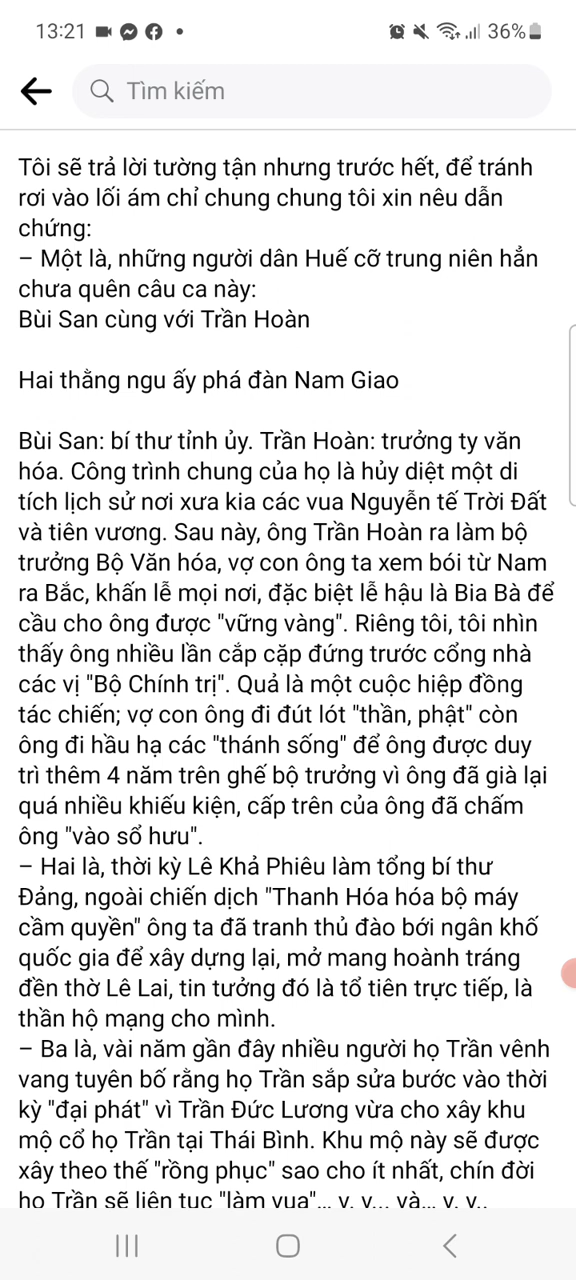 13:21
36%
Tìm kiếm
Tôi sẽ trả lời tường tận nhưng trước hết, để tránh
rơi vào lối ám chỉ chung chung tôi xin nêu dẫn
chứng:
– Một là, những người dân Huế cỡ trung niên hẳn
chưa quên câu ca này:
Bùi San cùng với Trần Hoàn
Hai thằng ngu ấy phá đàn Nam Giao
Bùi San: bí thư tỉnh ủy. Trần Hoàn: trưởng ty văn
hóa. Công trình chung của họ là hủy diệt một di
tích lịch sử nơi xưa kia các vua Nguyễn tế Trời Đất
và tiên vương. Sau này, ông Trần Hoàn ra làm bộ
trưởng Bộ Văn hóa, vợ con ông ta xem bói từ Nam
ra Bắc, khấn lễ mọi nơi, đặc biệt lễ hậu là Bia Bà để
cầu cho ông được "vững vàng". Riêng tôi, tôi nhìn
thấy ông nhiều lần cắp cặp đứng trước cổng nhà
các vị "Bộ Chính trị". Quả là một cuộc hiệp đồng
tác chiến; vợ con ông đi đút lót "thần, phật" còn
ông đi hầu hạ các "thánh sống" để ông được duy
trì thêm 4 năm trên ghế bộ trưởng vì ông đã già lại
quá nhiều khiếu kiện, cấp trên của ông đã chấm
ông "vào sổ hưu".
– Hai là, thời kỳ Lê Khả Phiêu làm tổng bí thư
Đảng, ngoài chiến dịch "Thanh Hóa hóa bộ máy
cầm quyền" ông ta đã tranh thủ đào bới ngân khố
quốc gia để xây dựng lại, mở mang hoành tráng
đền thờ Lê Lai, tin tưởng đó là tổ tiên trực tiếp, là
thần hộ mạng cho mình.
– Ba là, vài năm gần đây nhiều người họ Trần vênh
vang tuyên bố rằng họ Trần sắp sửa bước vào thời
kỳ "đại phát" vì Trần Đức Lương vừa cho xây khu
mộ cổ họ Trần tại Thái Bình. Khu mộ này sẽ được
xây theo thế "rồng phục" sao cho ít nhất, chín đời
họ Trần sẽ liên tục "làm vua"... v. v... và... v. v..